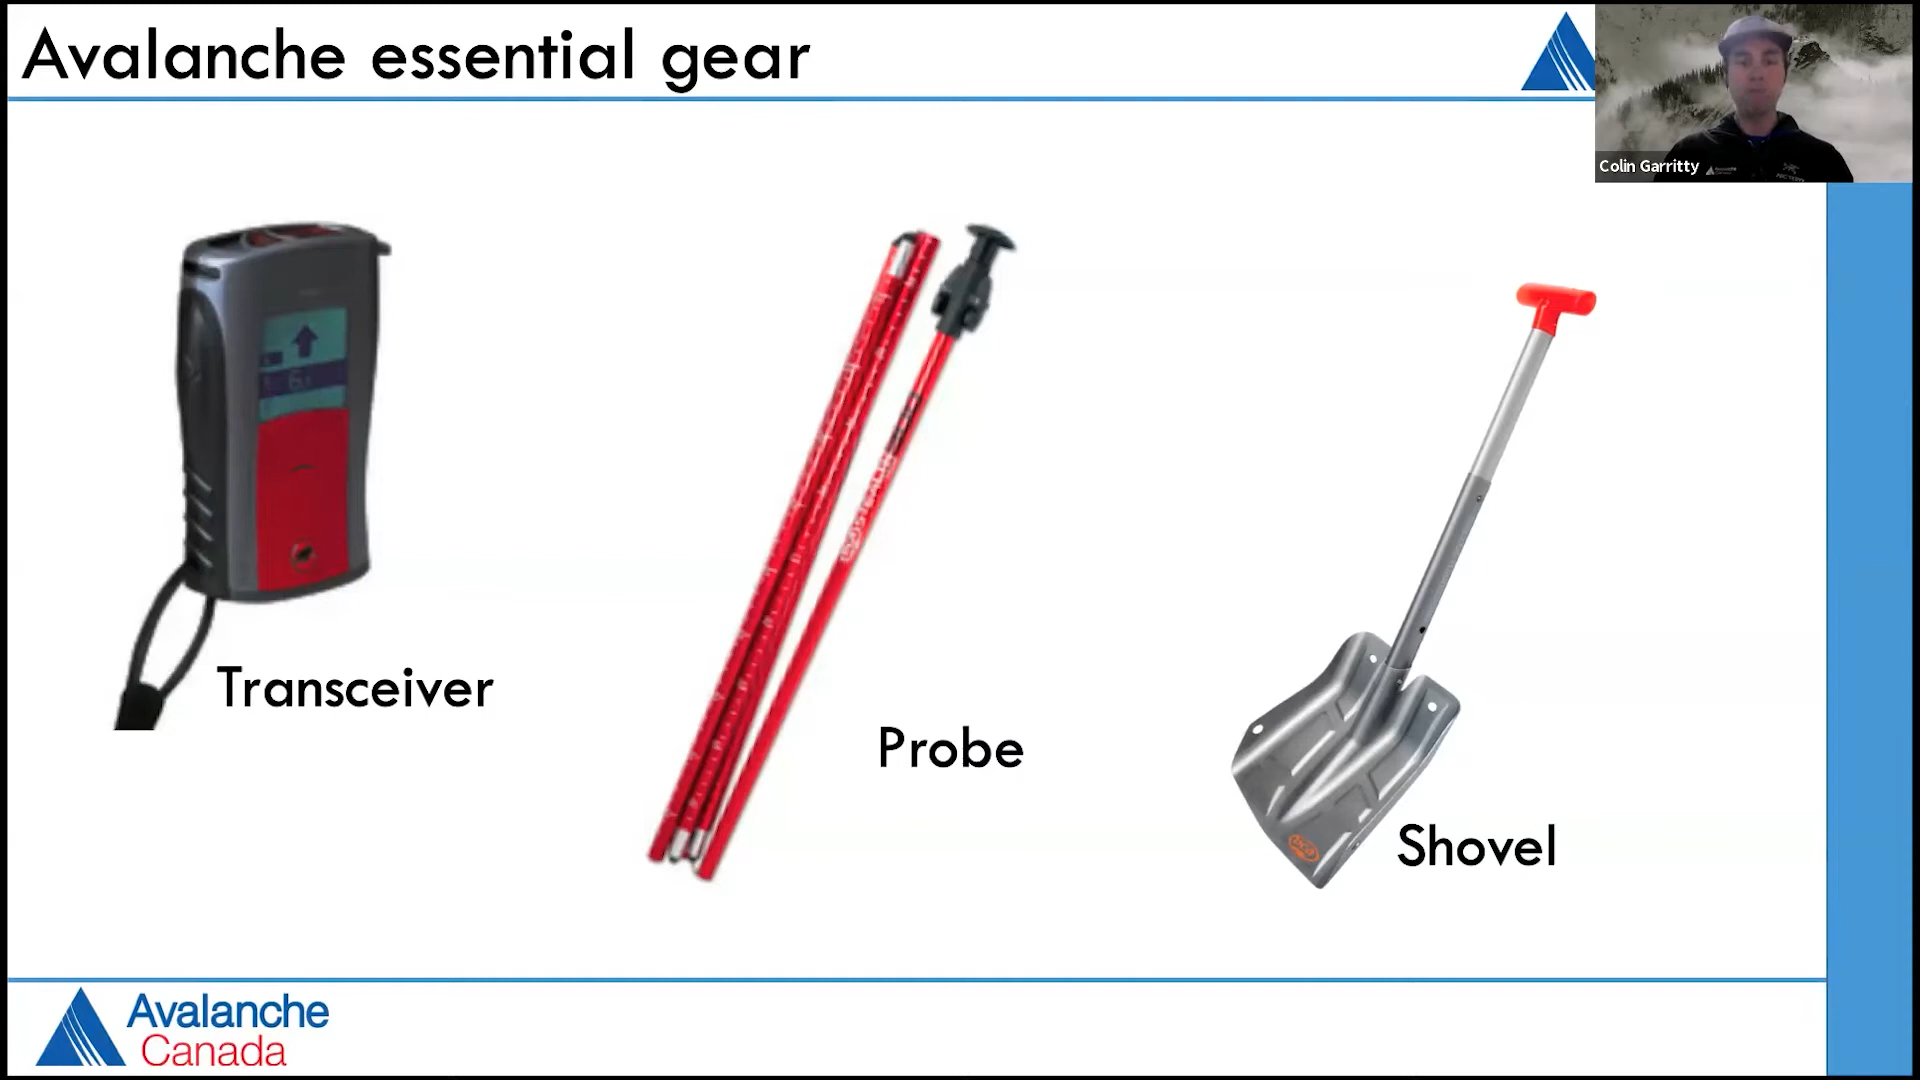 Avalanche essential gear
Colin Garritty
Transceiver
Probe
Shovel
Avalanche
Canada